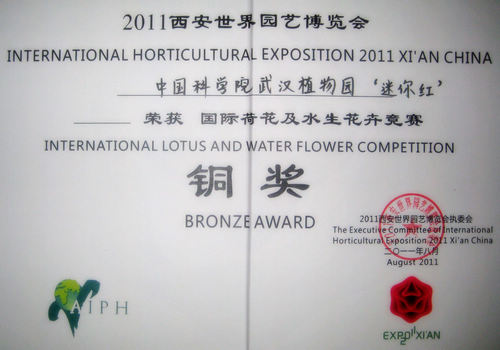 2011西安世界园艺博览会
INTERNATIONAL HORTICULTURAL EXPOSITION 2011 XI'AN CHINA
中国科学院武汉植物园 ‘迷你红’
荣获 国际荷花及水生花卉竞赛
INTERNATIONAL LOTUS AND WATER FLOWER COMPETITION
铜奖
BRONZE AWARD
2011西安世界园艺博览会执委会
The Executive Committee of International
Horticultural Exposition 2011 Xi'an China
二〇一一年八月
August 2011
AIPH
EXPO XI'AN